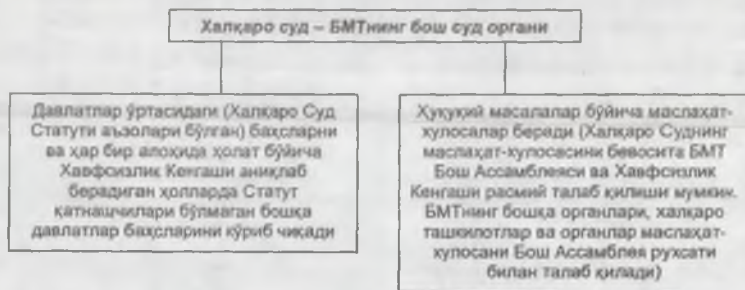 Халқаро суд – БМТнинг бош суд органи
Давлатлар ўртасидаги (Халқаро Суд
Статути аъзолари бўлган) баҳсларни
ва ҳар бир алоҳида ҳолат бўйича
Хавфсизлик Кенгаши аниқлаб
берадиган ҳолларда Статут
қатнашчилари бўлмаган бошқа
давлатлар баҳсларини кўриб чиқади
Ҳуқуқий масалалар бўйича маслаҳат-
хулосалар беради (Халқаро Суднинг
маслаҳат-хулосасини бевосита БМТ
Бош Ассамблеяси ва Хавфсизлик
Кенгаши расмий талаб қилиши мумкин.
БМТнинг бошқа органлари, халқаро
ташкилотлар ва органлар маслаҳат-
хулосани Бош Ассамблея рухсати
билан талаб қилади)